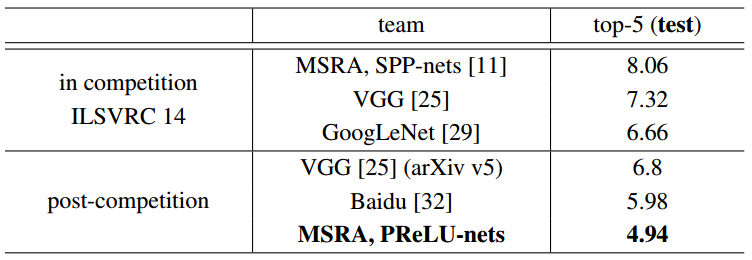 team top-5 (test)
in competition
ILSVRC 14
MSRA, SPP-nets [11] 8.06
VGG [25] 7.32
GoogLeNet [29] 6.66
post-competition
VGG [25] (arXiv v5) 6.8
Baidu [32] 5.98
MSRA, PReLU-nets 4.94